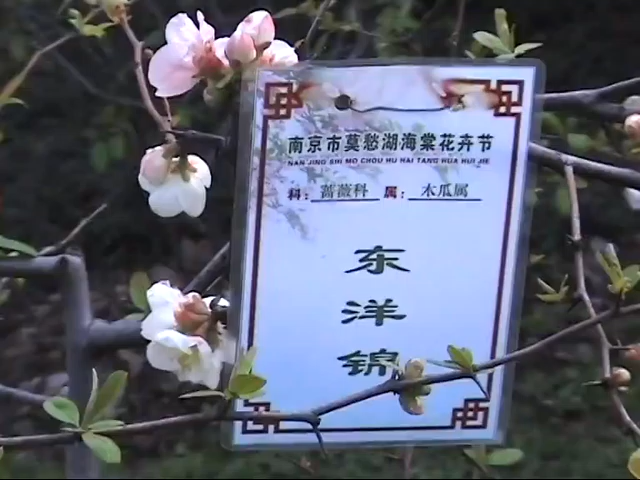 南京市莫愁湖海棠花卉节
NAN JING SHI MO CHOU HU HAI TANG HUA HUI JIE
科：蔷薇科 属：木瓜属
东
洋
锦